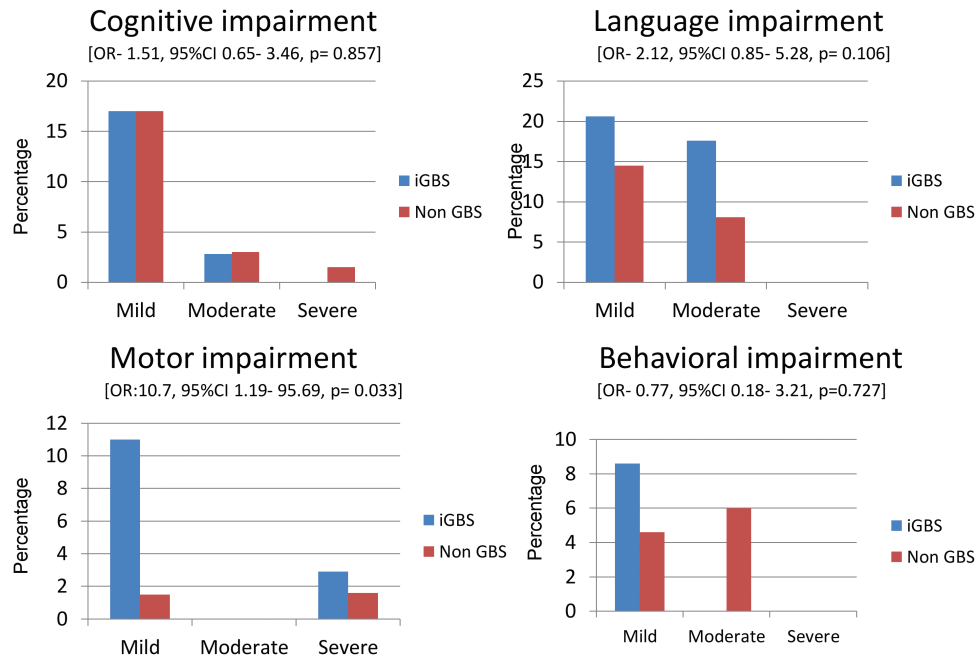 Cognitive impairment
[OR- 1.51, 95%CI 0.65- 3.46, p= 0.857]
20
15
10
5
0
Percentage
Mild Moderate Severe
iGBS
Non GBS
Language impairment
[OR- 2.12, 95%CI 0.85- 5.28, p= 0.106]
25
20
15
10
5
0
Percentage
Mild Moderate Severe
iGBS
Non GBS
Motor impairment
[OR:10.7, 95%CI 1.19- 95.69, p= 0.033]
12
10
8
6
4
2
0
Percentage
Mild Moderate Severe
iGBS
Non GBS
Behavioral impairment
[OR- 0.77, 95%CI 0.18- 3.21, p=0.727]
10
8
6
4
2
0
Percentage
Mild Moderate Severe
iGBS
Non GBS